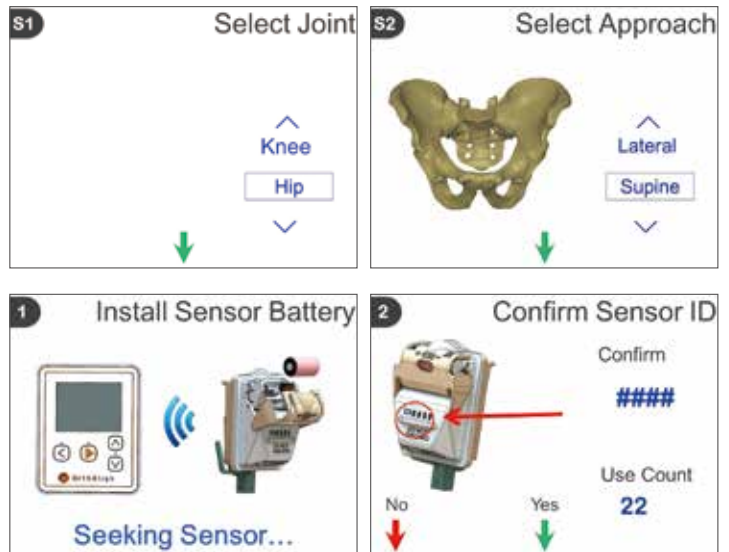 S1 Select Joint
Knee
Hip
S2 Select Approach
Lateral
Supine
1 Install Sensor Battery
OrthAlign
Seeking Sensor...
2 Confirm Sensor ID
Confirm
####
Use Count
22
No Yes